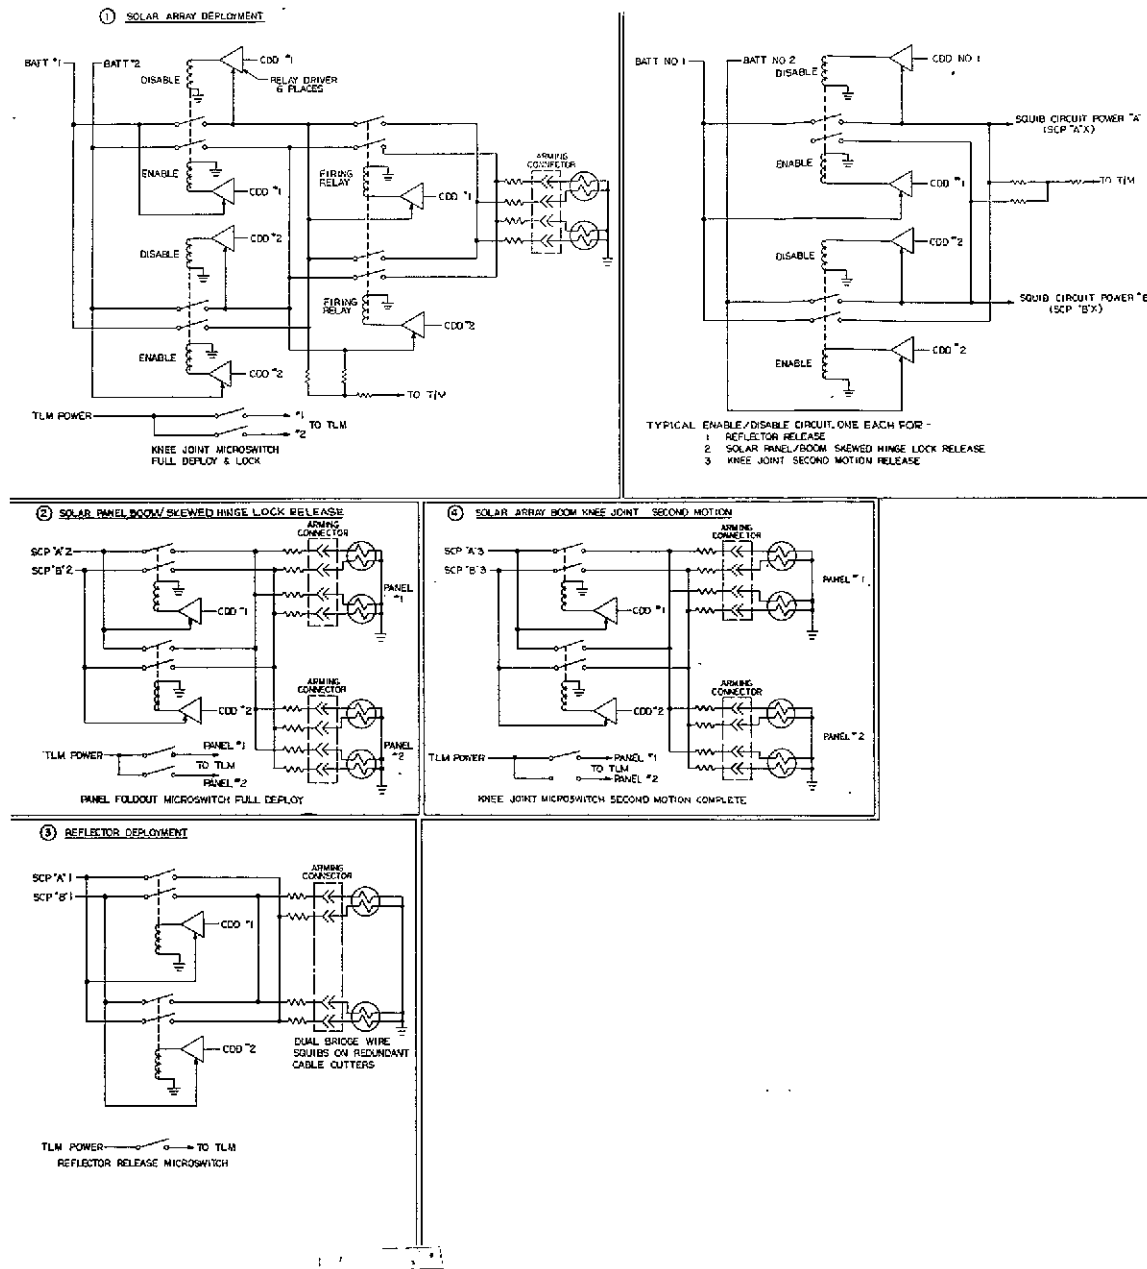 ① SOLAR ARRAY DEPLOYMENT
BATT #1
BATT #2
DISABLE
CDD #1
RELAY DRIVER
6 PLACES
ENABLE
CDD #1
FIRING
RELAY
CDD #1
ARMING
CONNECTOR
CDD #2
DISABLE
FIRING
RELAY
CDD #2
ENABLE
CDD #2
TO T/M
TLM POWER
#1
TO TLM
#2
KNEE JOINT MICROSWITCH
FULL DEPLOY & LOCK
BATT NO 1
BATT NO 2
DISABLE
CDD NO 1
SQUIB CIRCUIT POWER "A"
(SCP "A"X)
ENABLE
CDD #1
TO T/M
CDD #2
DISABLE
SQUIB CIRCUIT POWER "B
(SCP "B"X)
CDD #2
ENABLE
TYPICAL ENABLE/DISABLE CIRCUIT, ONE EACH FOR -
1 REFLECTOR RELEASE
2 SOLAR PANEL/BOOM SKEWED HINGE LOCK RELEASE
3 KNEE JOINT SECOND MOTION RELEASE
② SOLAR PANEL BOOM/SKEWED HINGE LOCK RELEASE
ARMING
CONNECTOR
SCP "A"2
SCP "B"2
CDD #1
PANEL
#1
ARMING
CONNECTOR
CDD #2
PANEL
#2
TLM POWER
PANEL #1
TO TLM
PANEL #2
PANEL FOLDOUT MICROSWITCH FULL DEPLOY
④ SOLAR ARRAY BOOM KNEE JOINT SECOND MOTION
ARMING
CONNECTOR
SCP "A"3
SCP "B"3
CDD #1
PANEL #1
ARMING
CONNECTOR
CDD #2
PANEL #2
TLM POWER
PANEL #1
TO TLM
PANEL #2
KNEE JOINT MICROSWITCH SECOND MOTION COMPLETE
③ REFLECTOR DEPLOYMENT
ARMING
CONNECTOR
SCP "A"1
SCP "B"1
CDD #1
CDD #2
DUAL BRIDGE WIRE
SQUIBS ON REDUNDANT
CABLE CUTTERS
TLM POWER
TO TLM
REFLECTOR RELEASE MICROSWITCH